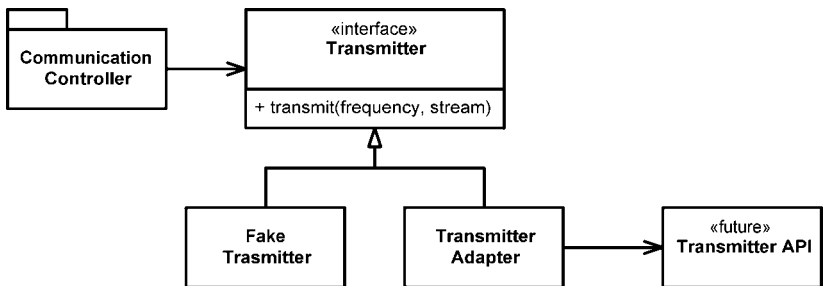 Communication
Controller
«interface»
Transmitter
+ transmit(frequency, stream)
Fake
Trasmitter
Transmitter
Adapter
«future»
Transmitter API